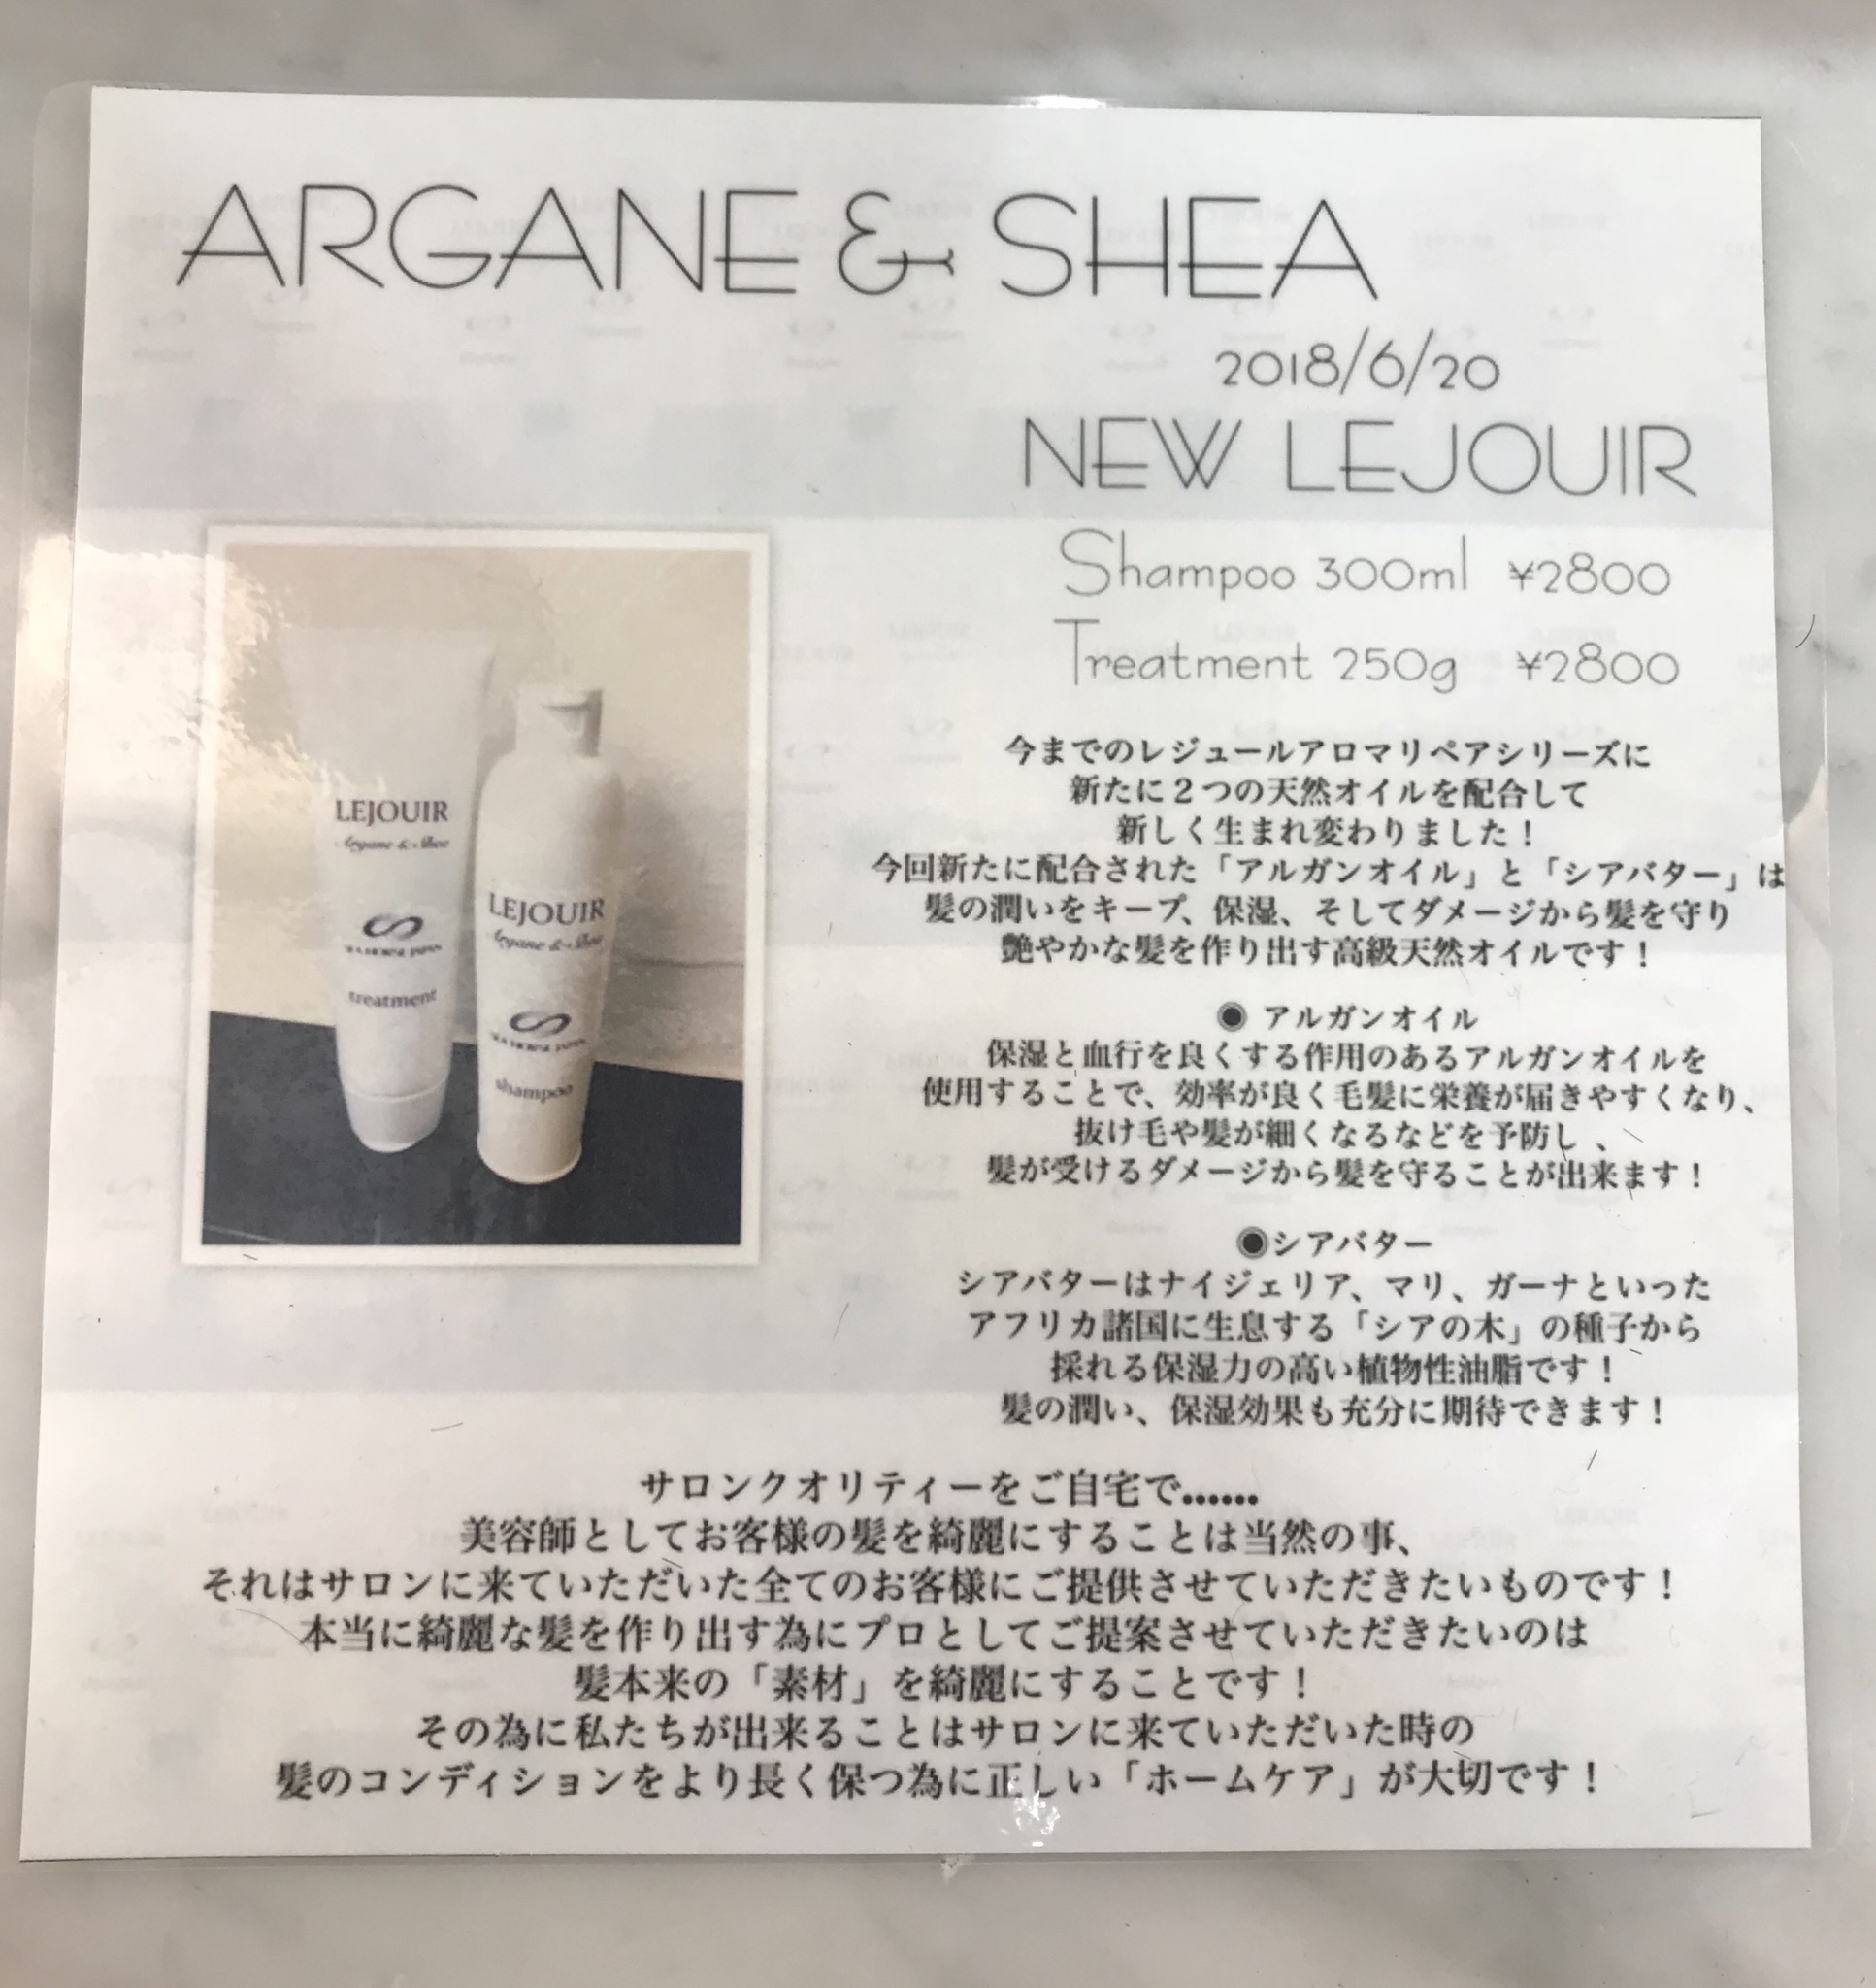 ARGANE & SHEA
2018/6/20
NEW LEJOUIR
Shampoo 300ml ¥2800
Treatment 250g ¥2800
今までのレジュールアロマリペアシリーズに
新たに２つの天然オイルを配合して
新しく生まれ変わりました！
今回新たに配合された「アルガンオイル」と「シアバター」は
髪の潤いをキープ、保湿、そしてダメージから髪を守り
艶やかな髪を作り出す高級天然オイルです！
◉ アルガンオイル
保湿と血行を良くする作用のあるアルガンオイルを
使用することで、効率が良く毛髪に栄養が届きやすくなり、
抜け毛や髪が細くなるなどを予防し 、
髪が受けるダメージから髪を守ることが出来ます！
◉シアバター
シアバターはナイジェリア、マリ、ガーナといった
アフリカ諸国に生息する「シアの木」の種子から
採れる保湿力の高い植物性油脂です！
髪の潤い、保湿効果も充分に期待できます！
LEJOUIR
Argane & Shea
treatment
LEJOUIR
Argane & Shea
shampoo
サロンクオリティーをご自宅で……
美容師としてお客様の髪を綺麗にすることは当然の事、
それはサロンに来ていただいた全てのお客様にご提供させていただきたいものです！
本当に綺麗な髪を作り出す為にプロとしてご提案させていただきたいのは
髪本来の「素材」を綺麗にすることです！
その為に私たちが出来ることはサロンに来ていただいた時の
髪のコンディションをより長く保つ為に正しい「ホームケア」が大切です！